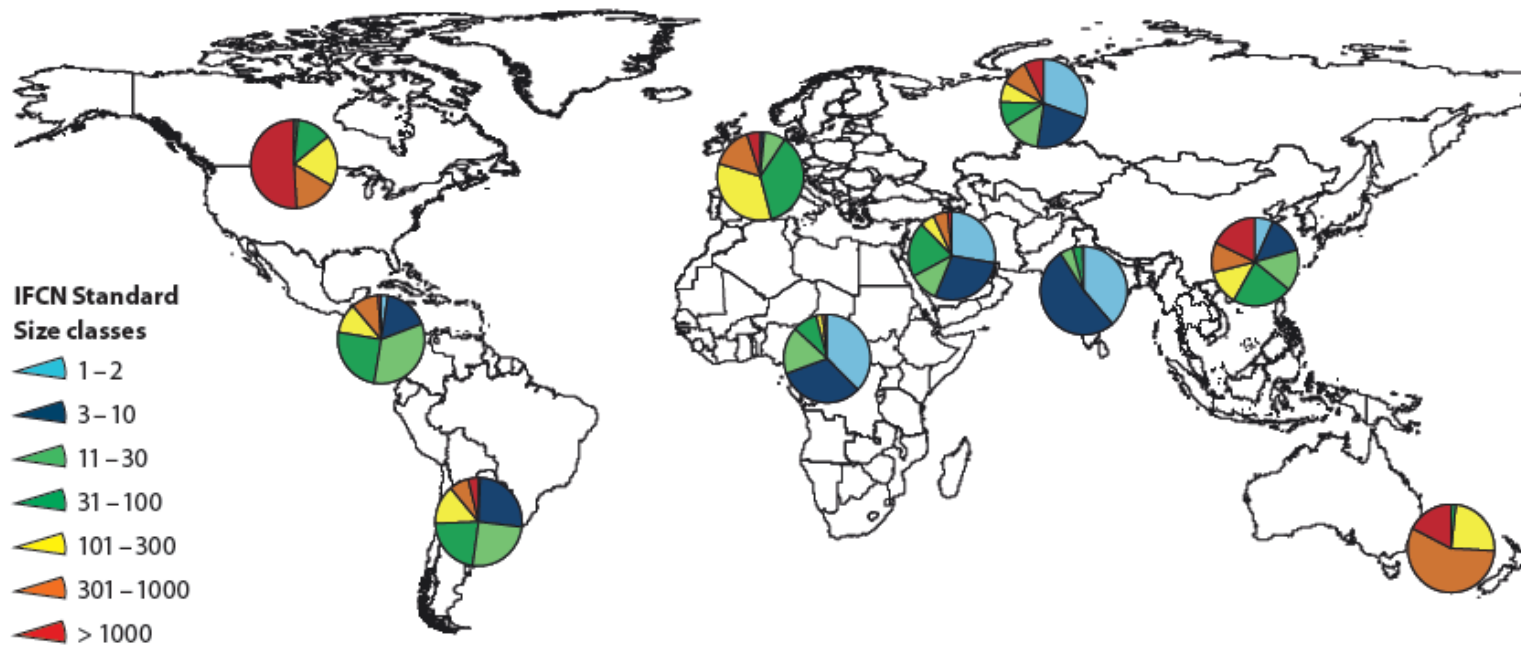 IFCN Standard
Size classes
1 – 2
3 – 10
11 – 30
31 – 100
101 – 300
301 – 1000
> 1000